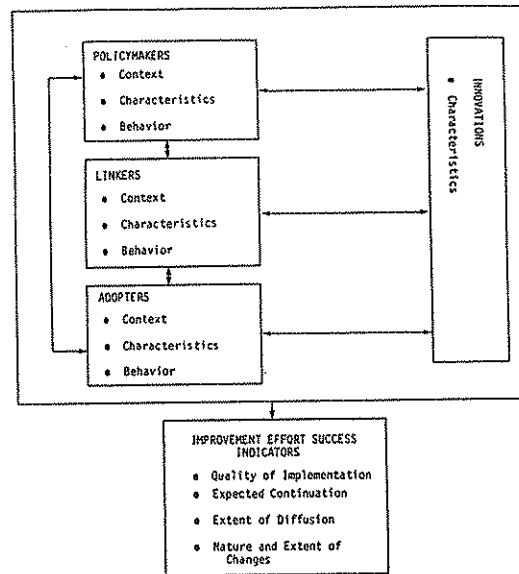 POLICYMAKERS
● Context
● Characteristics
● Behavior
LINKERS
● Context
● Characteristics
● Behavior
ADOPTERS
● Context
● Characteristics
● Behavior
INNOVATIONS
● Characteristics
IMPROVEMENT EFFORT SUCCESS
INDICATORS
● Quality of Implementation
● Expected Continuation
● Extent of Diffusion
● Nature and Extent of
Changes